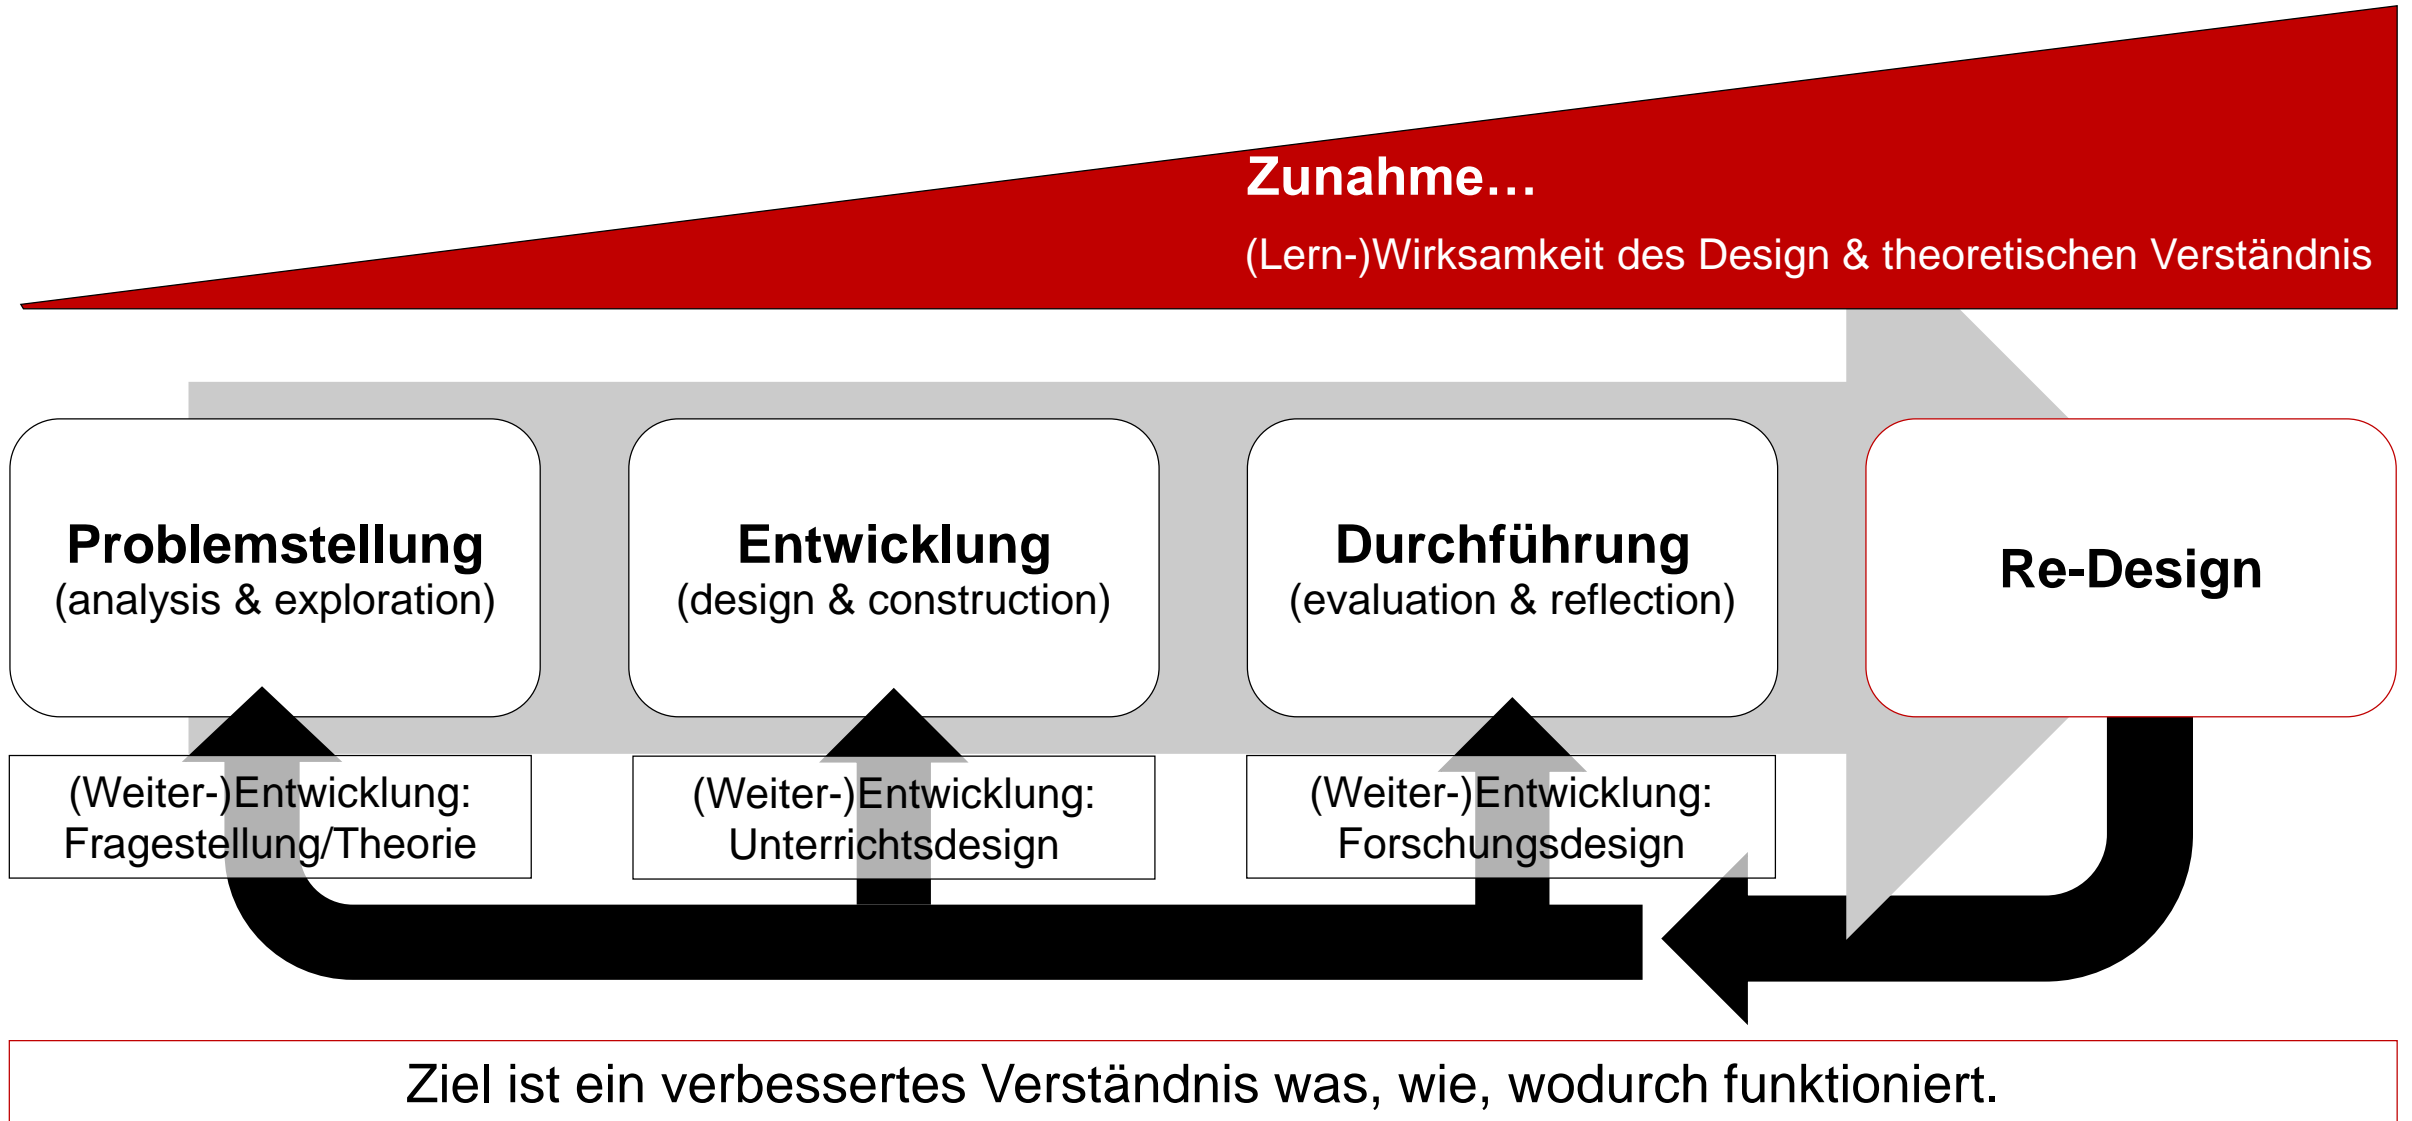 Zunahme…
(Lern-)Wirksamkeit des Design & theoretischen Verständnis
Problemstellung
(analysis & exploration)
Entwicklung
(design & construction)
Durchführung
(evaluation & reflection)
Re-Design
(Weiter-)Entwicklung:
Fragestellung/Theorie
(Weiter-)Entwicklung:
Unterrichtsdesign
(Weiter-)Entwicklung:
Forschungsdesign
Ziel ist ein verbessertes Verständnis was, wie, wodurch funktioniert.